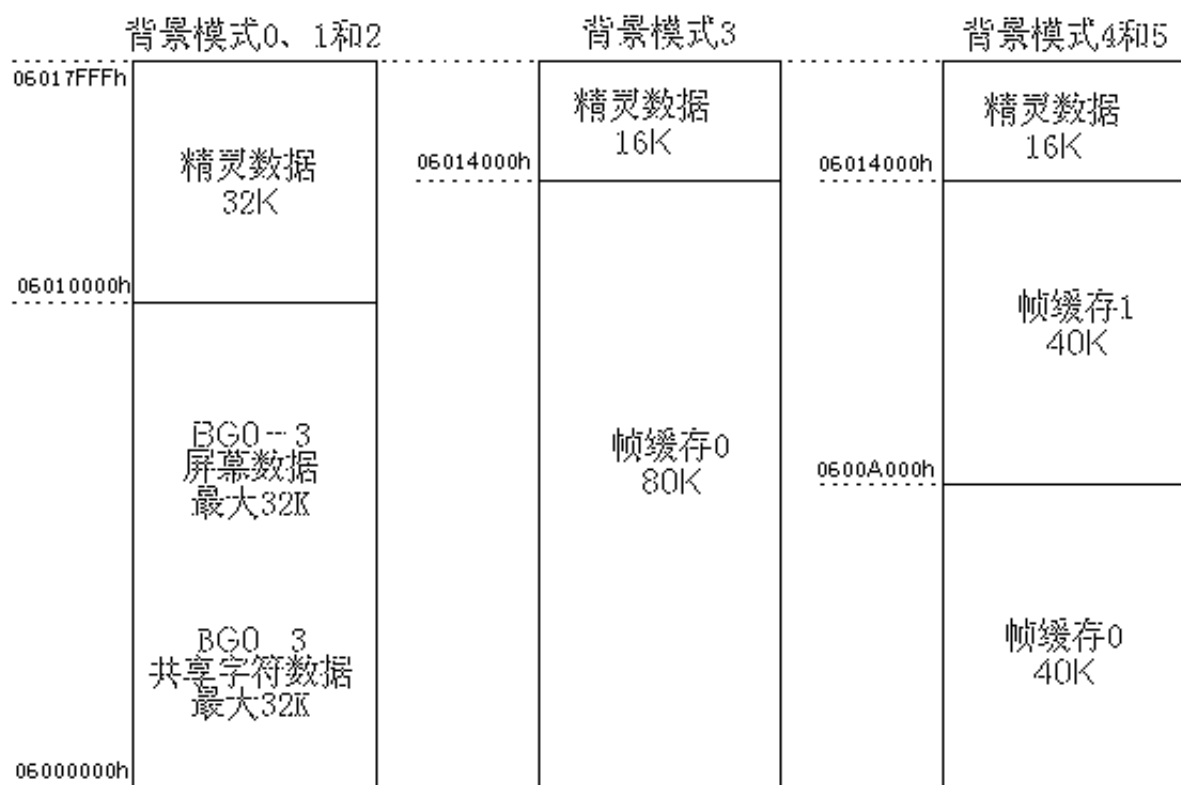 背景模式0、1和2
背景模式3
背景模式4和5
06017FFFh
精灵数据
32K
06010000h
BG0-3
屏幕数据
最大32K
BG0 3
共享字符数据
最大32K
06000000h
精灵数据
16K
06014000h
帧缓存0
80K
精灵数据
16K
06014000h
帧缓存1
40K
0600A000h
帧缓存0
40K